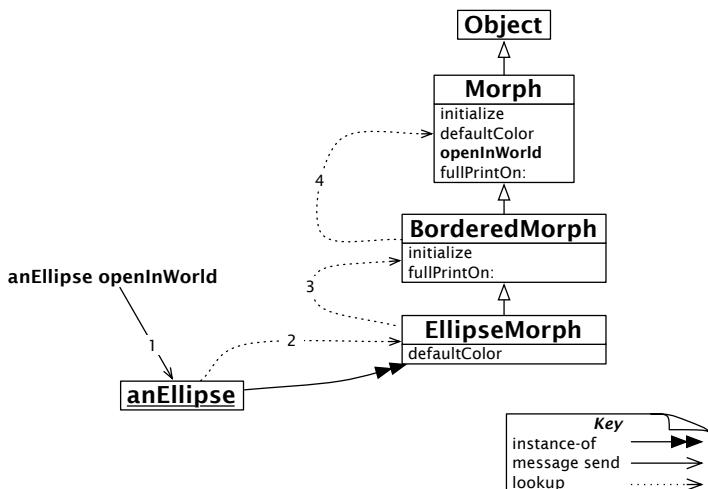 Object
Morph
initialize
defaultColor
openInWorld
fullPrintOn:
4
BorderedMorph
initialize
fullPrintOn:
anEllipse openInWorld
3
EllipseMorph
defaultColor
1
2
anEllipse
Key
instance-of
message send
lookup